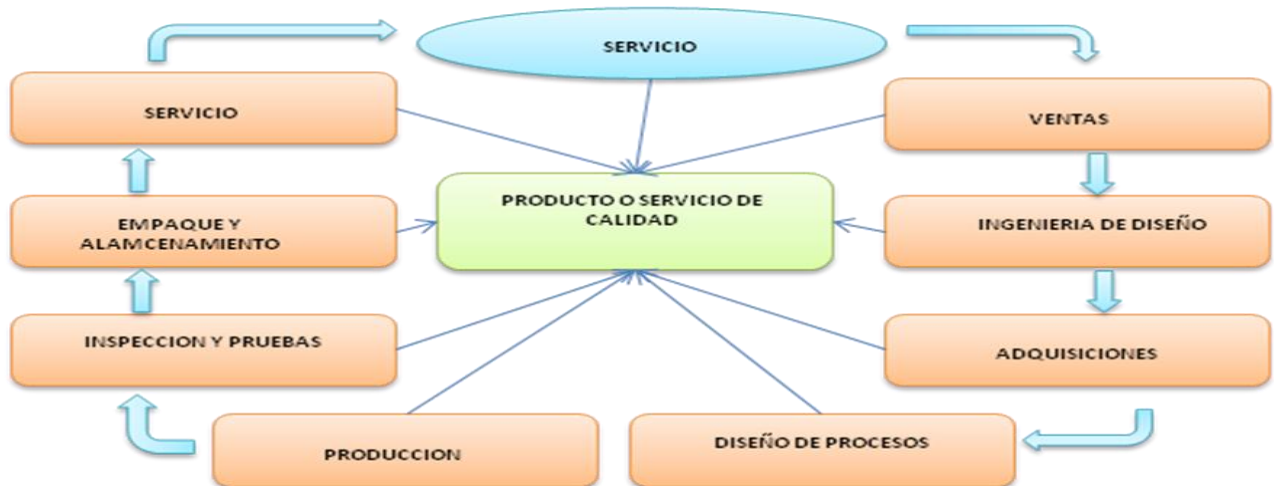 SERVICIO
SERVICIO
VENTAS
PRODUCTO O SERVICIO DE
CALIDAD
EMPAQUE Y
ALAMCENAMIENTO
INGENIERIA DE DISEÑO
INSPECCION Y PRUEBAS
ADQUISICIONES
PRODUCCION
DISEÑO DE PROCESOS